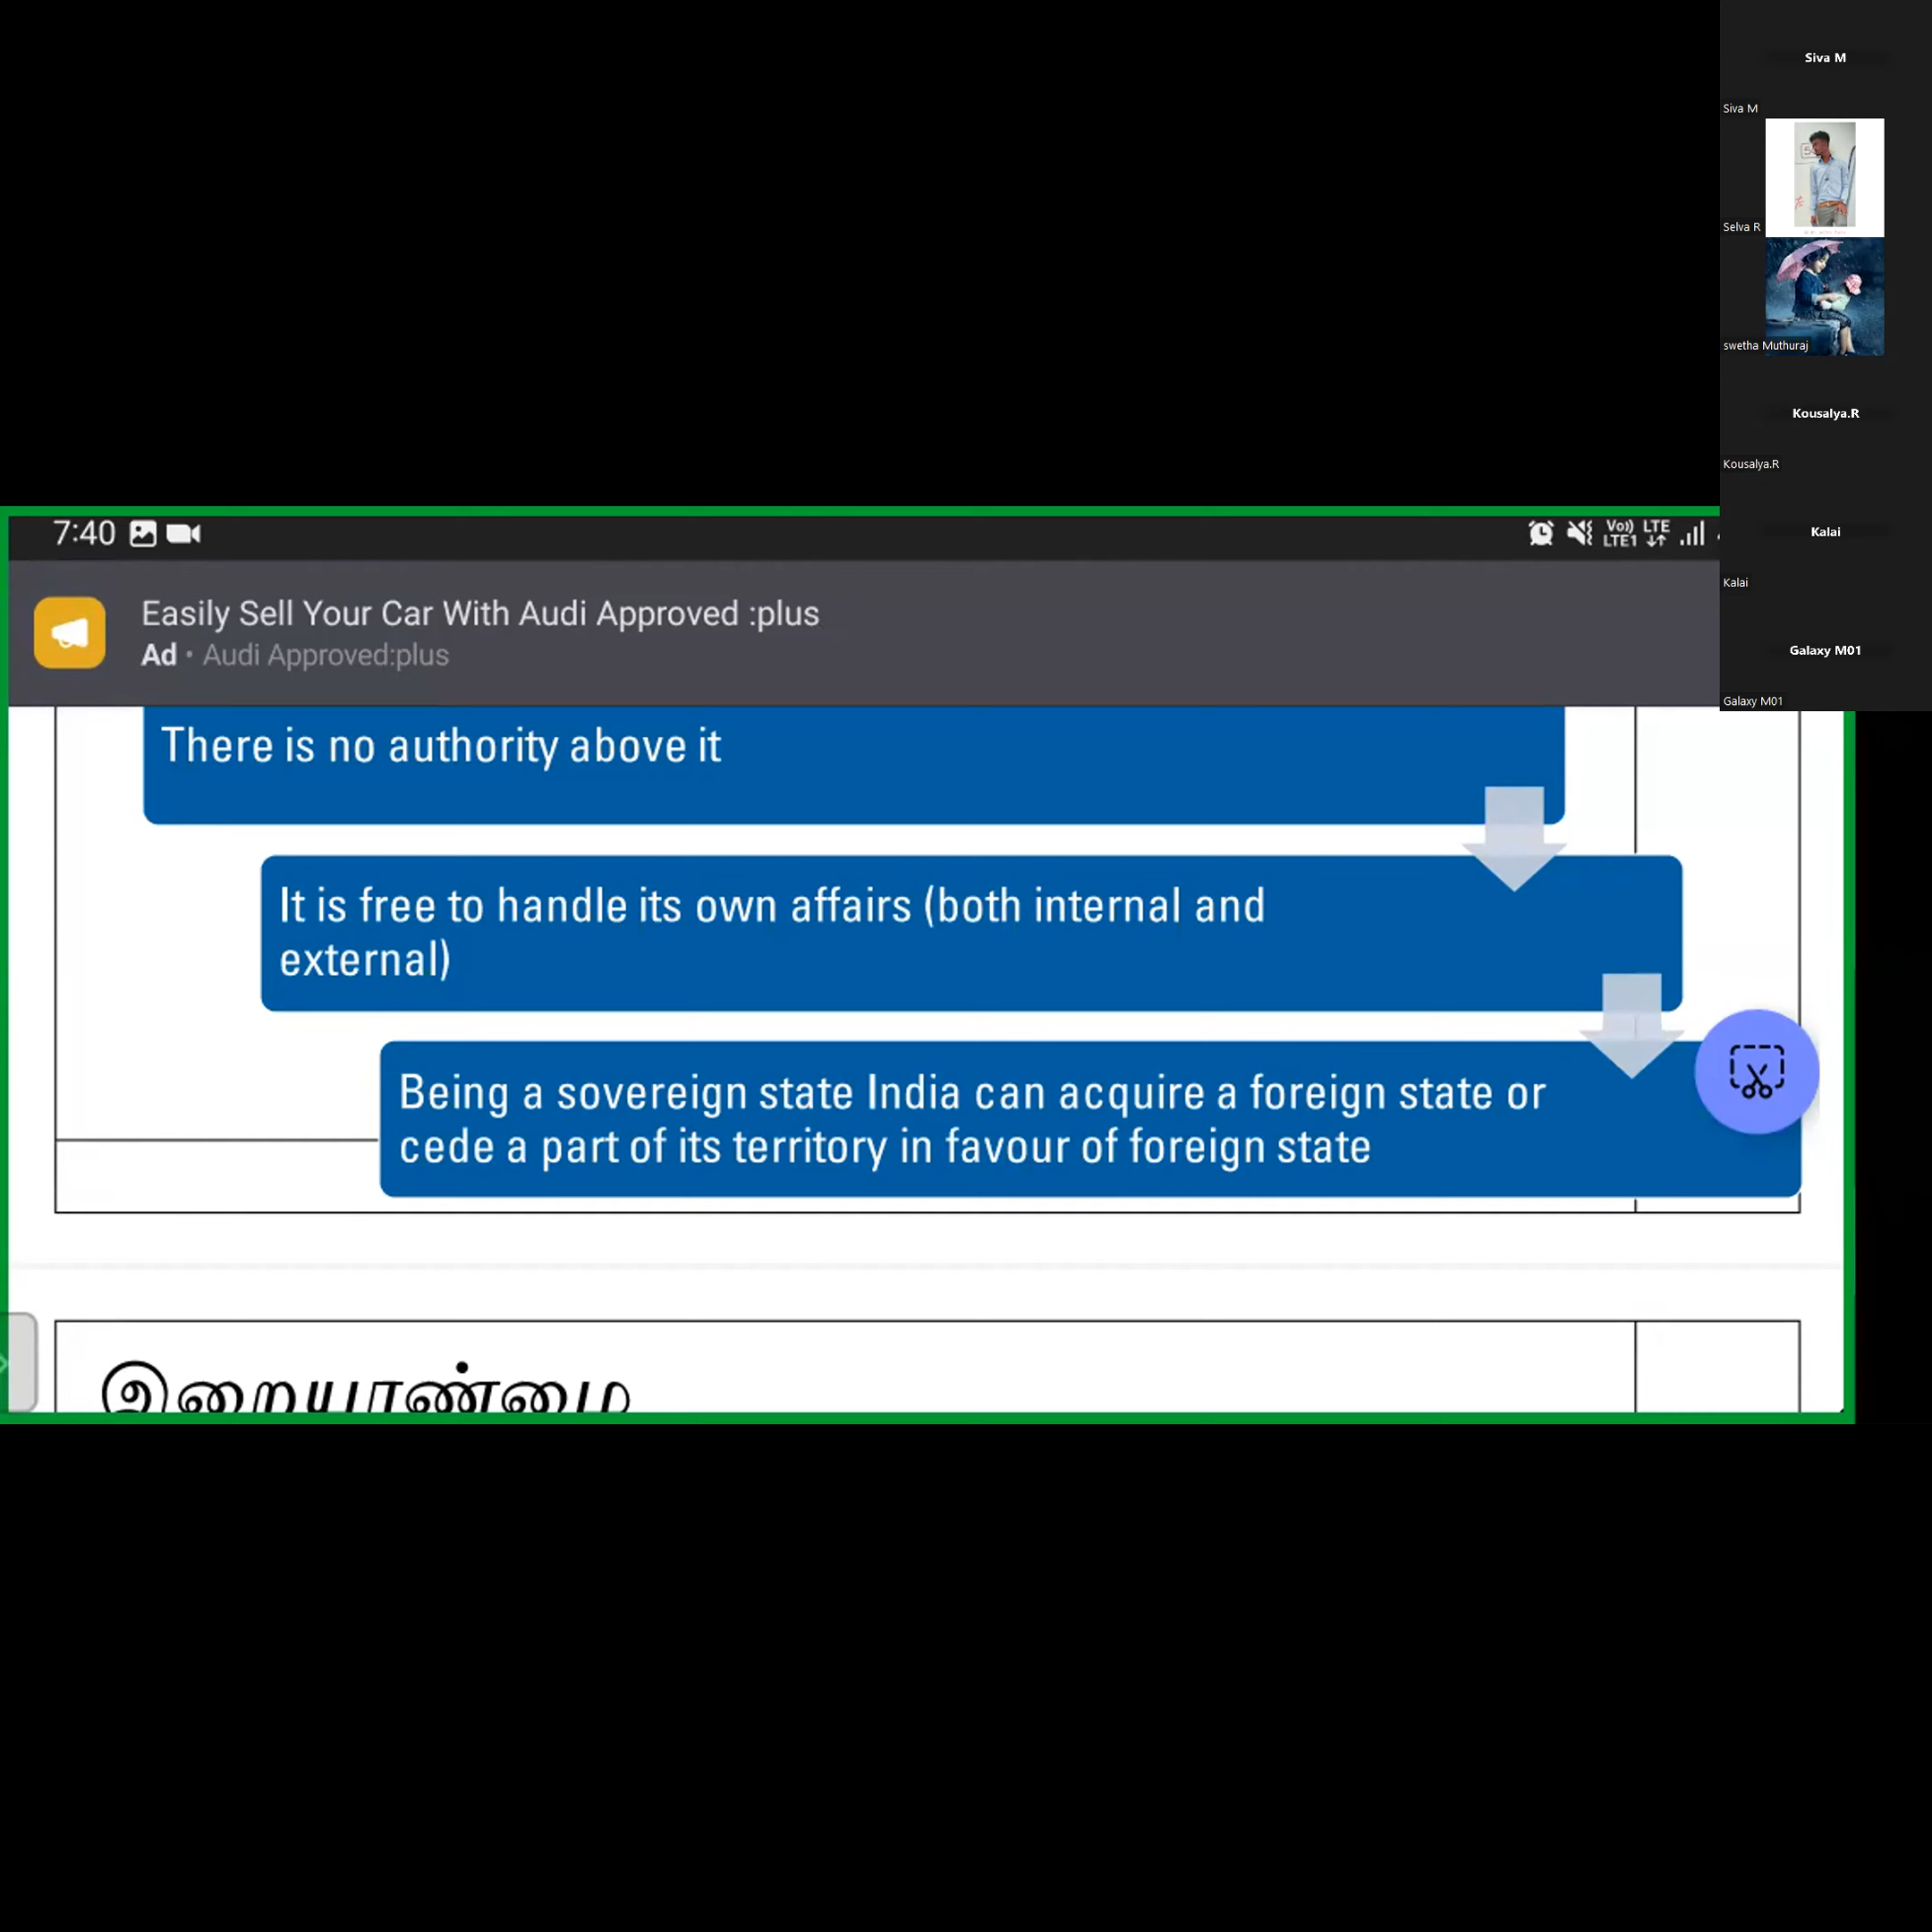 Siva M
Siva M
Selva R
swetha Muthuraj
Kousalya.R
Kousalya.R
Kalai
Kalai
Galaxy M01
Galaxy M01
7:40
Vo)) LTE
LTE1
Easily Sell Your Car With Audi Approved :plus
Ad • Audi Approved:plus
There is no authority above it
It is free to handle its own affairs (both internal and
external)
Being a sovereign state India can acquire a foreign state or
cede a part of its territory in favour of foreign state
இறையாண்மை